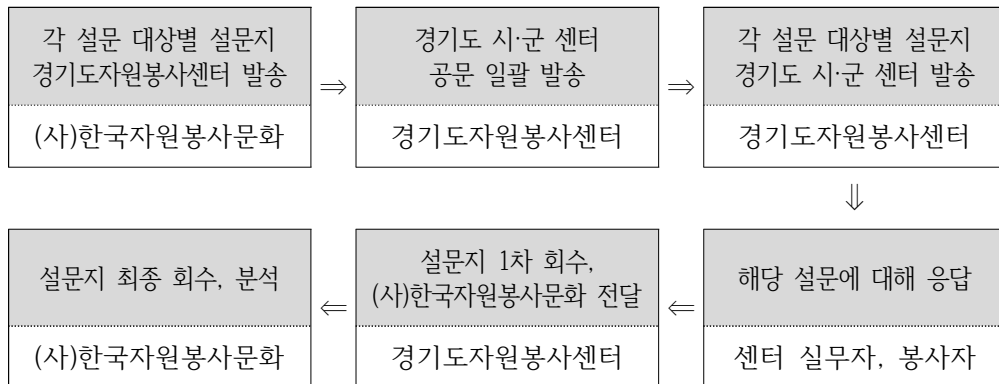 각 설문 대상별 설문지
경기도자원봉사센터 발송
(사)한국자원봉사문화
⇒
경기도 시·군 센터
공문 일괄 발송
경기도자원봉사센터
⇒
각 설문 대상별 설문지
경기도 시·군 센터 발송
경기도자원봉사센터
⇓
해당 설문에 대해 응답
센터 실무자, 봉사자
⇐
설문지 1차 회수,
(사)한국자원봉사문화 전달
경기도자원봉사센터
⇐
설문지 최종 회수, 분석
(사)한국자원봉사문화